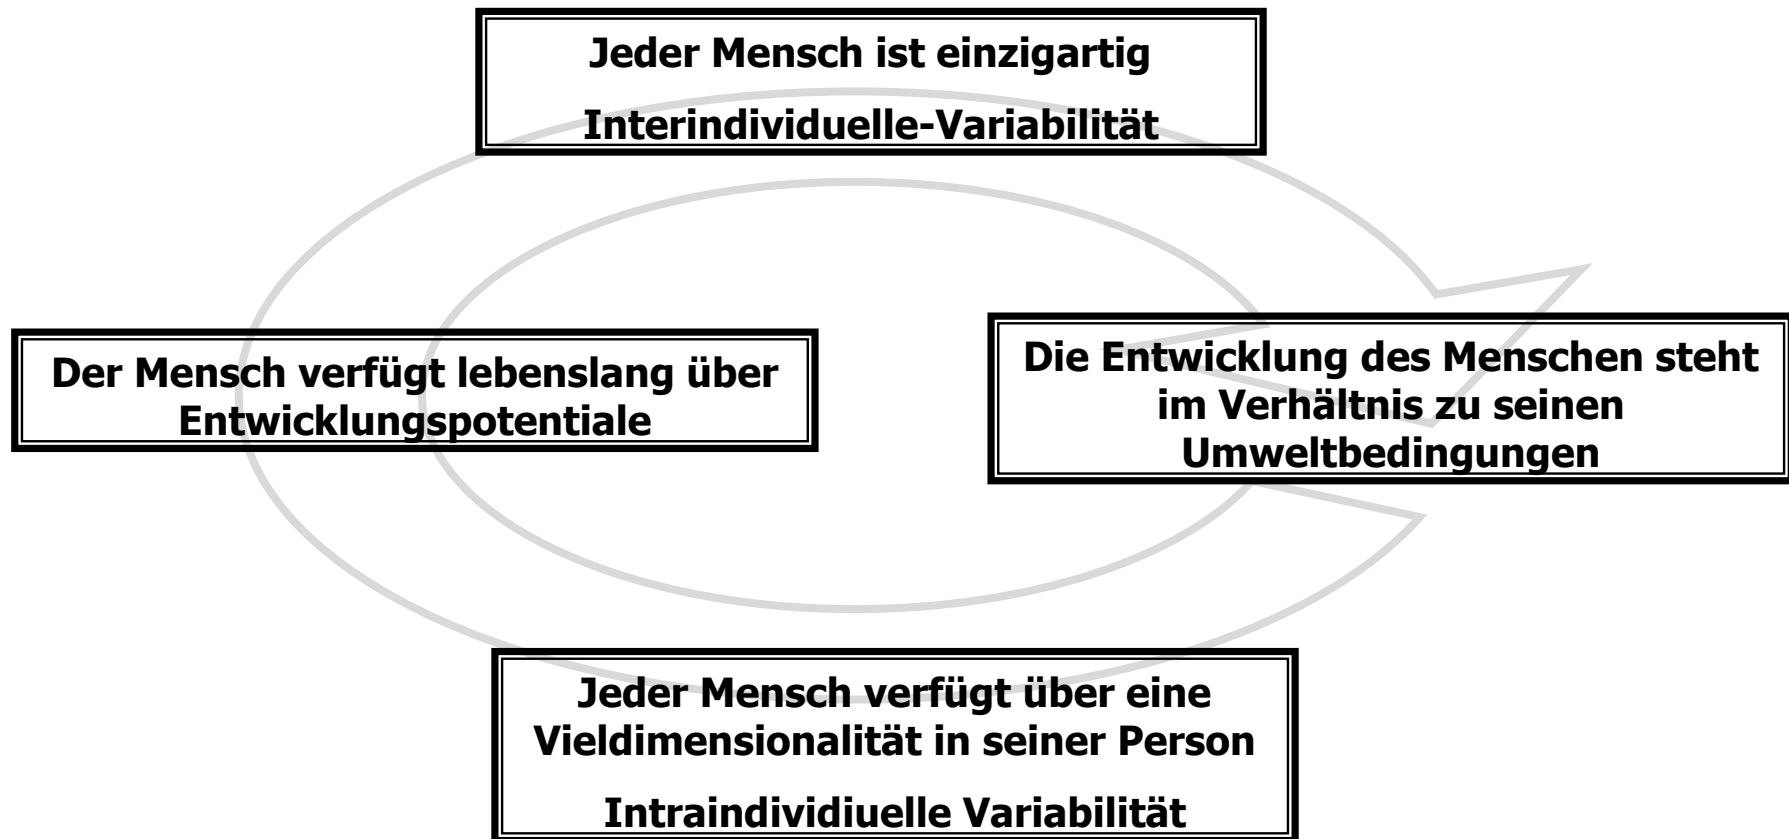 Jeder Mensch ist einzigartig
Interindividuelle-Variabilität
Der Mensch verfügt lebenslang über
Entwicklungspotentiale
Die Entwicklung des Menschen steht
im Verhältnis zu seinen
Umweltbedingungen
Jeder Mensch verfügt über eine
Vieldimensionalität in seiner Person
Intraindividiuelle Variabilität